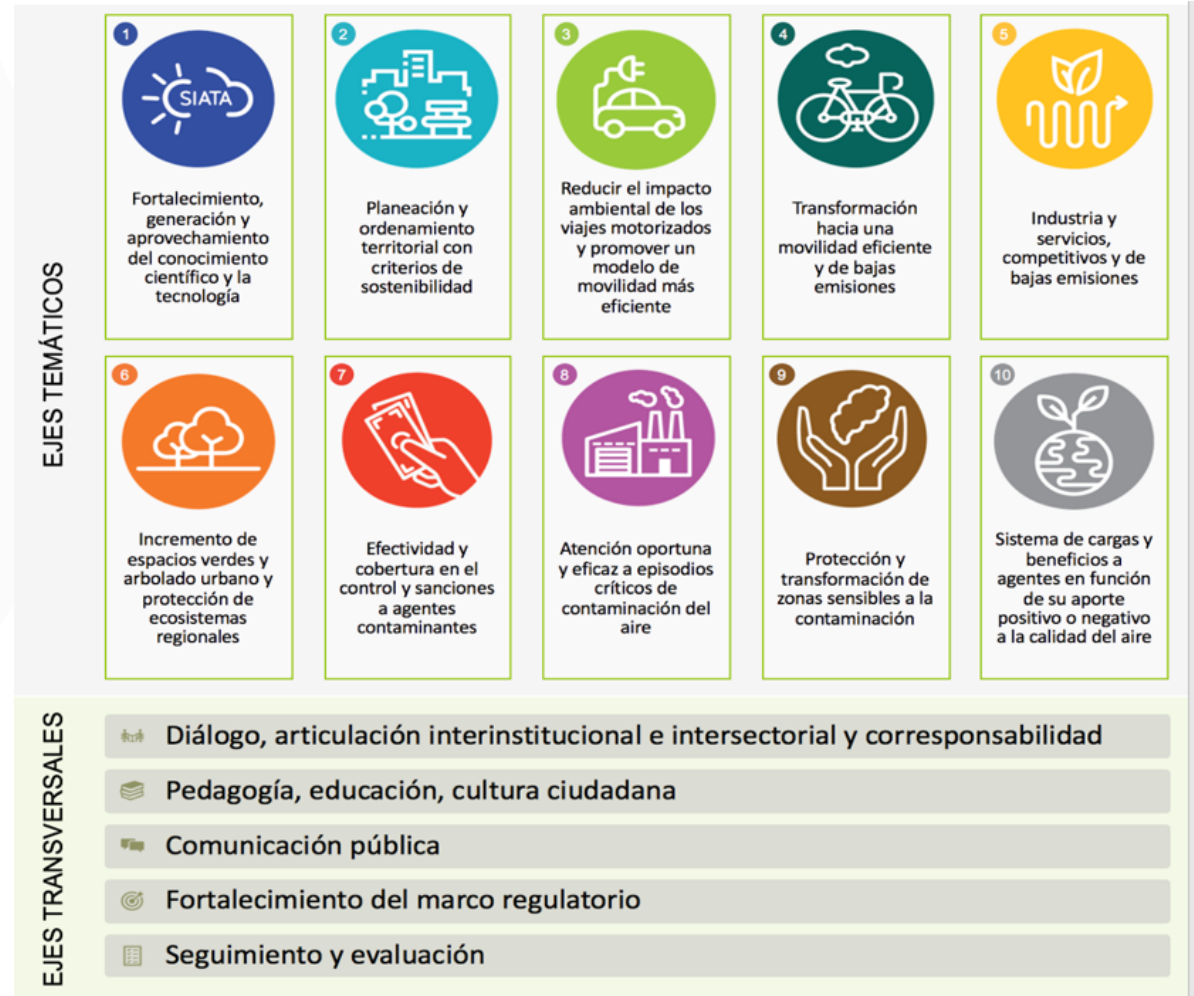 EJES TEMÁTICOS
1
SIATA
Fortalecimiento,
generación y
aprovechamiento
del conocimiento
científico y la
tecnología
2
Planeación y
ordenamiento
territorial con
criterios de
sostenibilidad
3
Reducir el impacto
ambiental de los
viajes motorizados
y promover un
modelo de
movilidad más
eficiente
4
Transformación
hacia una
movilidad eficiente
y de bajas
emisiones
5
Industria y
servicios,
competitivos y de
bajas emisiones
6
Incremento de
espacios verdes y
arbolado urbano y
protección de
ecosistemas
regionales
7
Efectividad y
cobertura en el
control y sanciones
a agentes
contaminantes
8
Atención oportuna
y eficaz a episodios
críticos de
contaminación del
aire
9
Protección y
transformación de
zonas sensibles a la
contaminación
10
Sistema de cargas y
beneficios a
agentes en función
de su aporte
positivo o negativo
a la calidad del aire
EJES TRANSVERSALES
Diálogo, articulación interinstitucional e intersectorial y corresponsabilidad
Pedagogía, educación, cultura ciudadana
Comunicación pública
Fortalecimiento del marco regulatorio
Seguimiento y evaluación